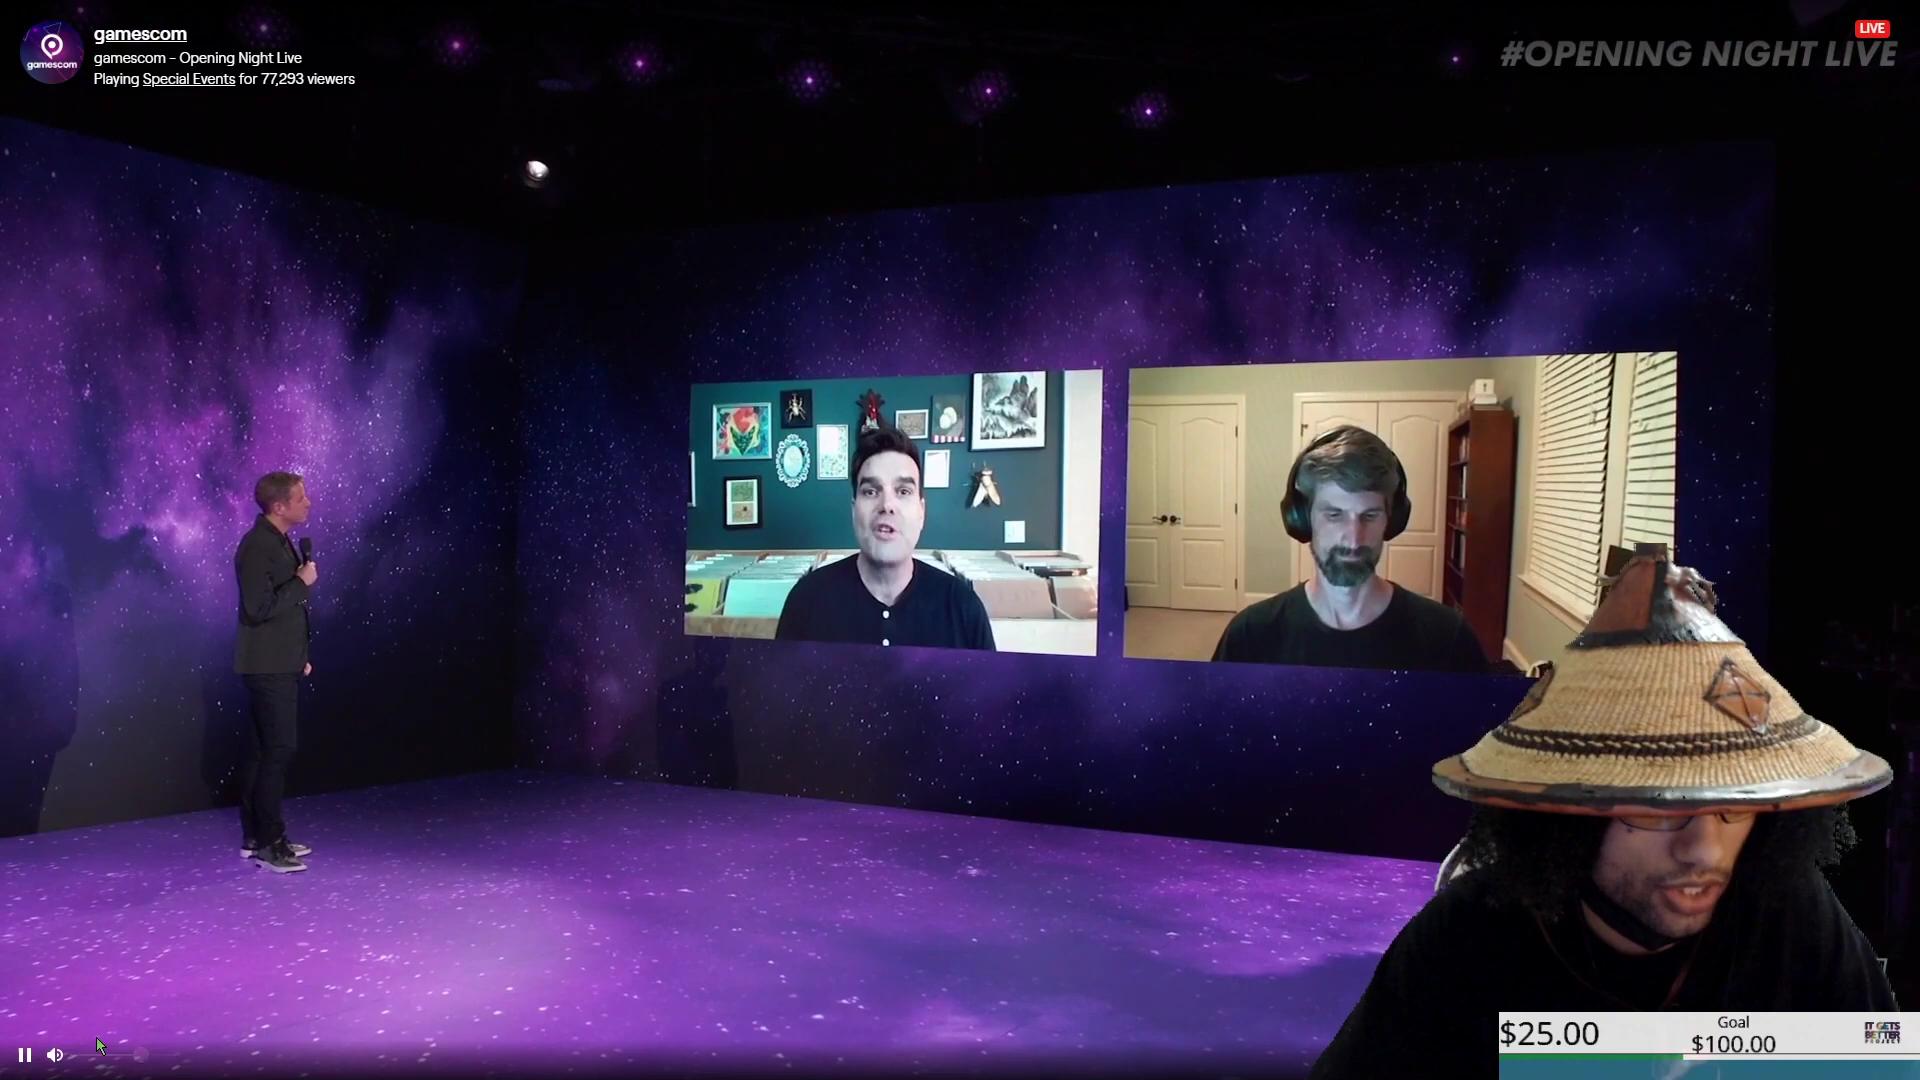 gamescom
gamescom - Opening Night Live
Playing Special Events for 77,293 viewers
gamescom
LIVE
#OPENING NIGHT LIVE
$25.00
Goal
$100.00
IT GETS
BETTER
PROJECT